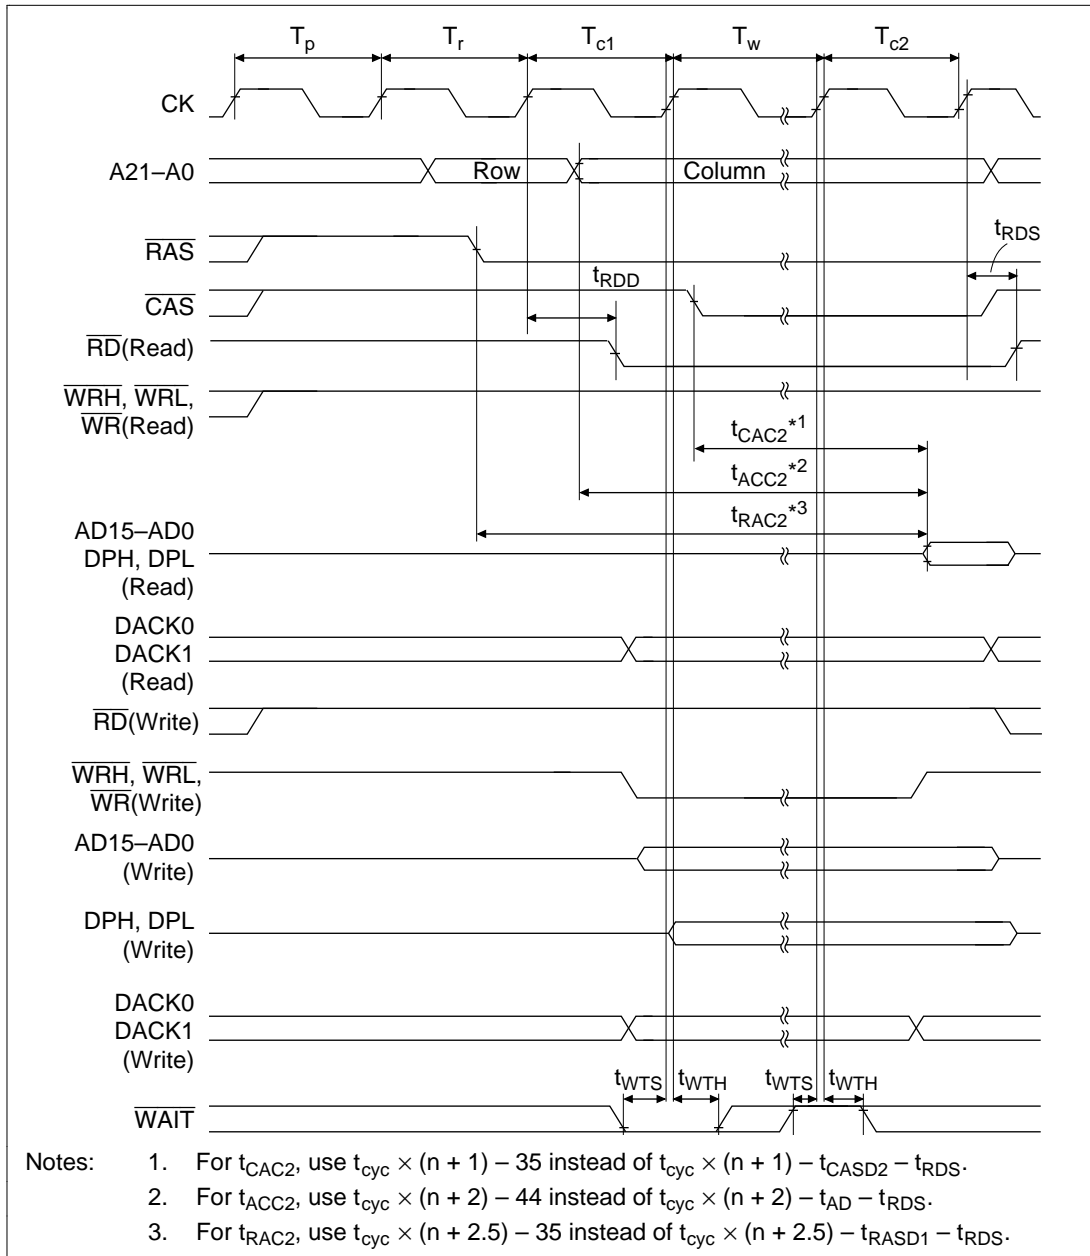 Tp Tr Tc1 Tw Tc2
CK
A21–A0 Row Column
RAS
tRDS
tRDD
CAS
RD(Read)
WRH, WRL,
WR(Read)
tCAC2*1
tACC2*2
tRAC2*3
AD15–AD0
DPH, DPL
(Read)
DACK0
DACK1
(Read)
RD(Write)
WRH, WRL,
WR(Write)
AD15–AD0
(Write)
DPH, DPL
(Write)
DACK0
DACK1
(Write)
tWTS tWTH tWTS tWTH
WAIT
Notes: 1. For tCAC2, use tcyc × (n + 1) – 35 instead of tcyc × (n + 1) – tCASD2 – tRDS.
2. For tACC2, use tcyc × (n + 2) – 44 instead of tcyc × (n + 2) – tAD – tRDS.
3. For tRAC2, use tcyc × (n + 2.5) – 35 instead of tcyc × (n + 2.5) – tRASD1 – tRDS.